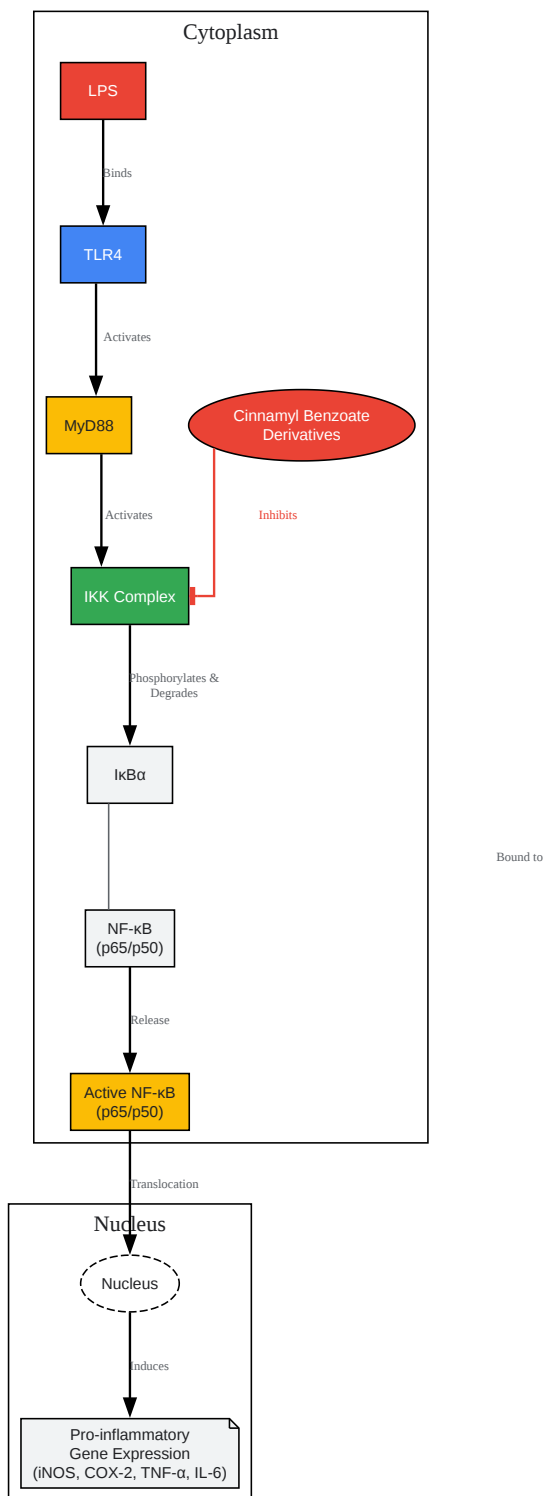 Cytoplasm
LPS
Binds
TLR4
Activates
MyD88
Cinnamyl Benzoate
Derivatives
Activates
Inhibits
IKK Complex
Phosphorylates &
Degrades
IκBα
Bound to
NF-κB
(p65/p50)
Release
Active NF-κB
(p65/p50)
Translocation
Nucleus
Nucleus
Induces
Pro-inflammatory
Gene Expression
(iNOS, COX-2, TNF-α, IL-6)